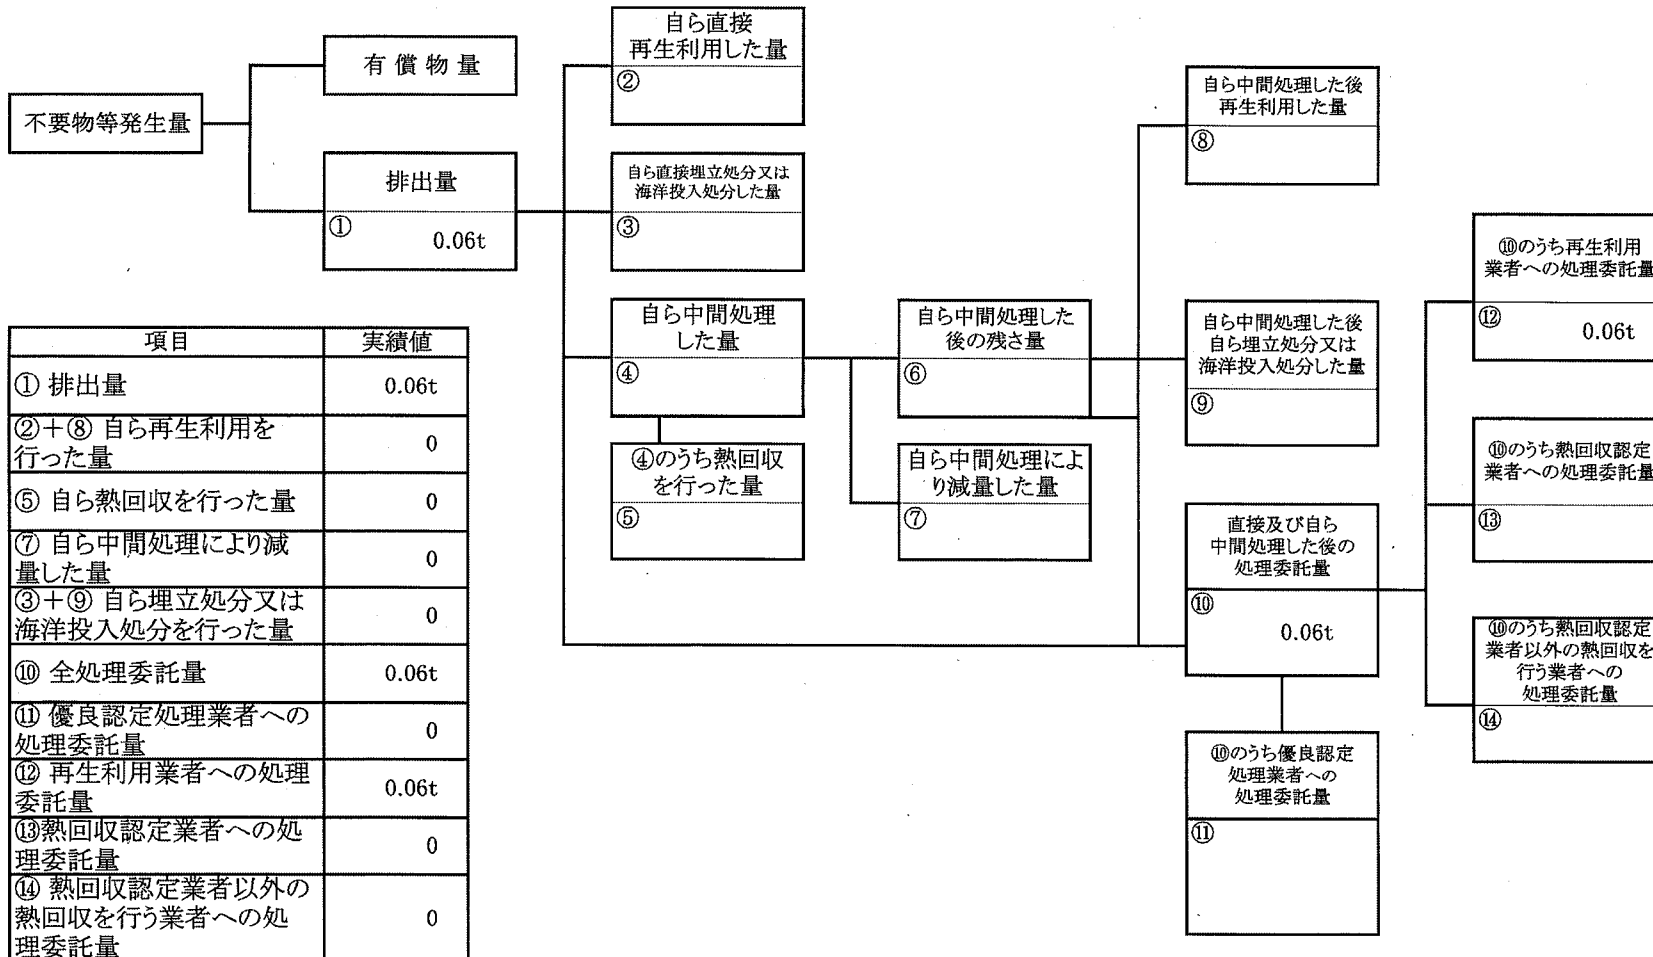 不要物等発生量
有償物量
排出量
①
0.06t
自ら直接
再生利用した量
②
自ら直接埋立処分又は
海洋投入処分した量
③
自ら中間処理
した量
④
④のうち熱回収
を行った量
⑤
自ら中間処理した
後の残さ量
⑥
自ら中間処理によ
り減量した量
⑦
自ら中間処理した後
再生利用した量
⑧
自ら中間処理した後
自ら埋立処分又は
海洋投入処分した量
⑨
直接及び自ら
中間処理した後の
処理委託量
⑩
0.06t
⑩のうち優良認定
処理業者への
処理委託量
⑪
⑩のうち再生利用
業者への処理委託量
⑫
0.06t
⑩のうち熱回収認定
業者への処理委託量
⑬
⑩のうち熱回収認定
業者以外の熱回収を
行う業者への
処理委託量
⑭
項目 実績値
① 排出量 0.06t
②+⑧ 自ら再生利用を
行った量 0
⑤ 自ら熱回収を行った量 0
⑦ 自ら中間処理により減
量した量 0
③+⑨ 自ら埋立処分又は
海洋投入処分を行った量 0
⑩ 全処理委託量 0.06t
⑪ 優良認定処理業者への
処理委託量 0
⑫ 再生利用業者への処理
委託量 0.06t
⑬熱回収認定業者への処
理委託量 0
⑭ 熱回収認定業者以外の
熱回収を行う業者への処
理委託量 0